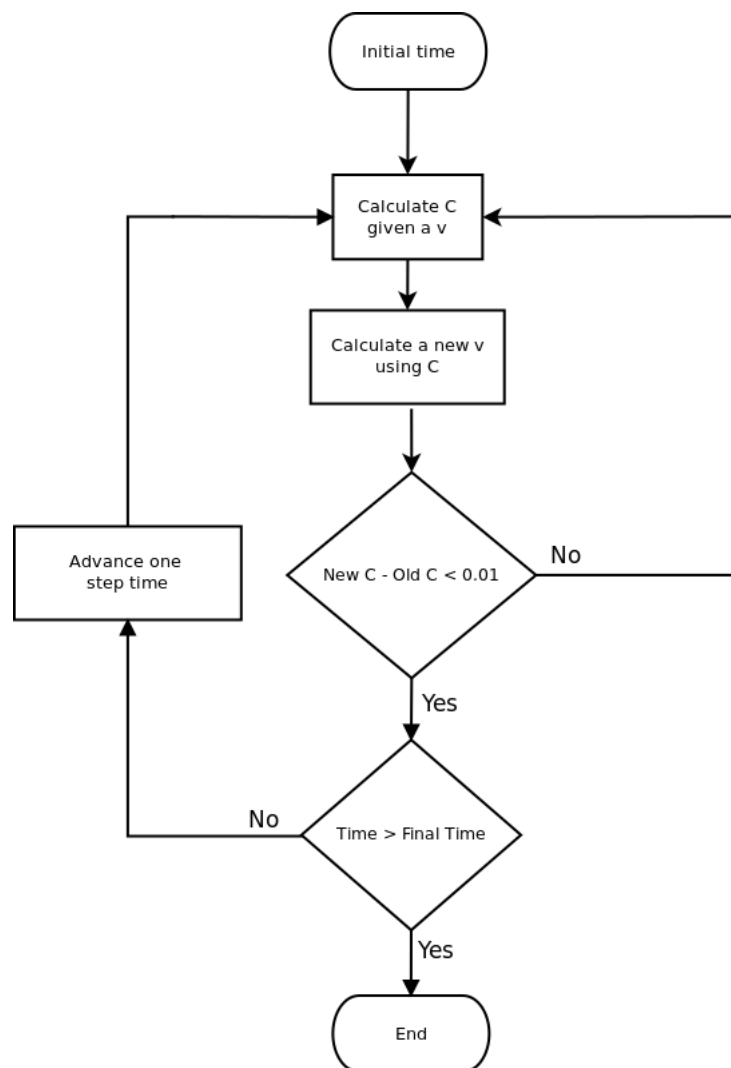 Initial time
Calculate C
given a v
Calculate a new v
using C
New C - Old C < 0.01
No
Advance one
step time
Yes
No
Time > Final Time
Yes
End